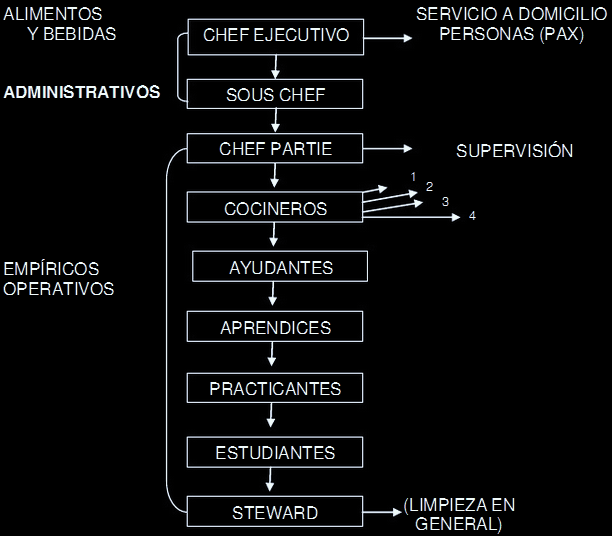 ALIMENTOS
Y BEBIDAS
CHEF EJECUTIVO
SERVICIO A DOMICILIO
PERSONAS (PAX)
ADMINISTRATIVOS
SOUS CHEF
CHEF PARTIE
SUPERVISIÓN
COCINEROS
1
2
3
4
EMPÍRICOS
OPERATIVOS
AYUDANTES
APRENDICES
PRACTICANTES
ESTUDIANTES
STEWARD
(LIMPIEZA EN
GENERAL)